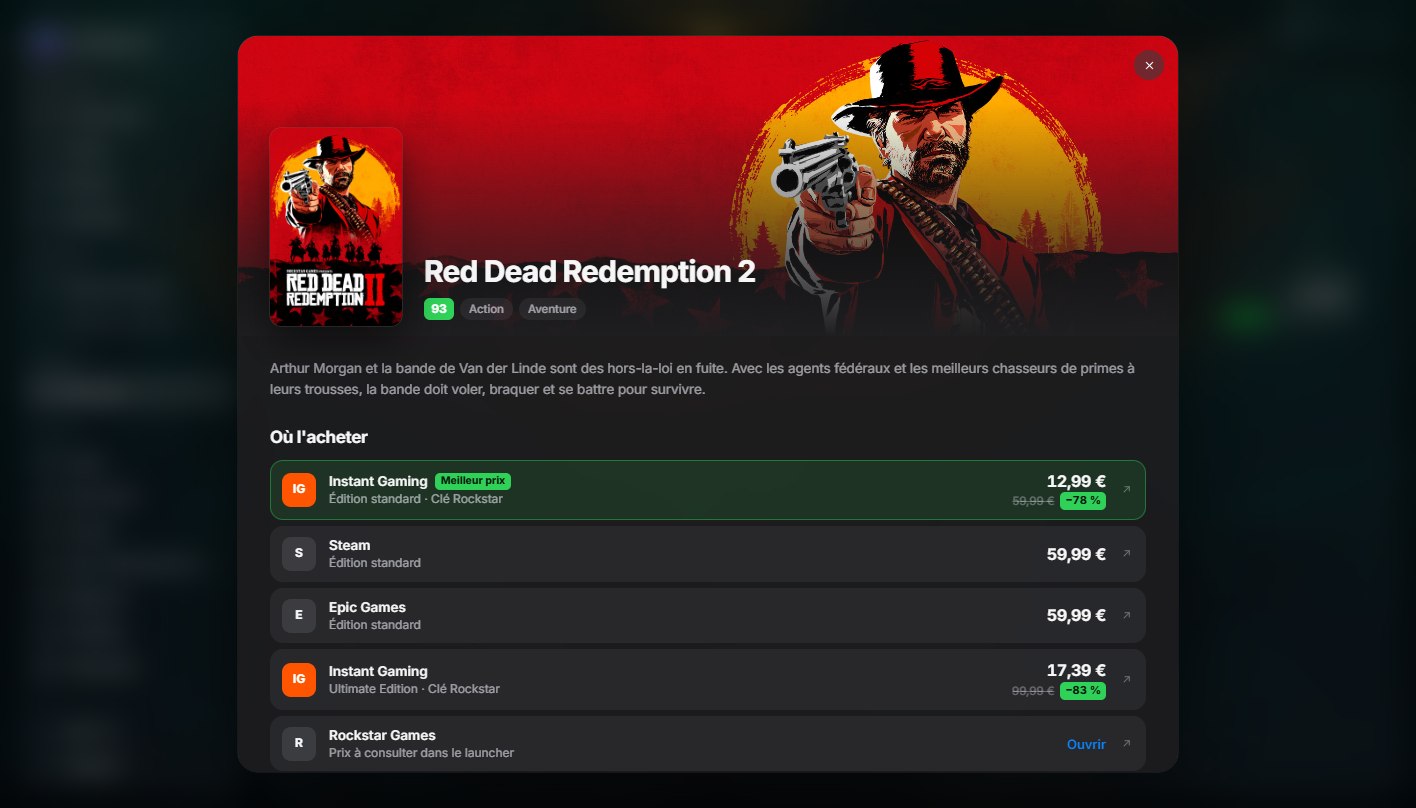 ×
RED DEAD
REDEMPTION II
Red Dead Redemption 2
93 Action Aventure
Arthur Morgan et la bande de Van der Linde sont des hors-la-loi en fuite. Avec les agents fédéraux et les meilleurs chasseurs de primes à
leurs trousses, la bande doit voler, braquer et se battre pour survivre.
Où l'acheter
IG Instant Gaming Meilleur prix 12,99 €
Édition standard · Clé Rockstar 59,99 € −78 %
S Steam 59,99 €
Édition standard
E Epic Games 59,99 €
Édition standard
IG Instant Gaming 17,39 €
Ultimate Edition · Clé Rockstar 99,99 € −83 %
R Rockstar Games Ouvrir
Prix à consulter dans le launcher